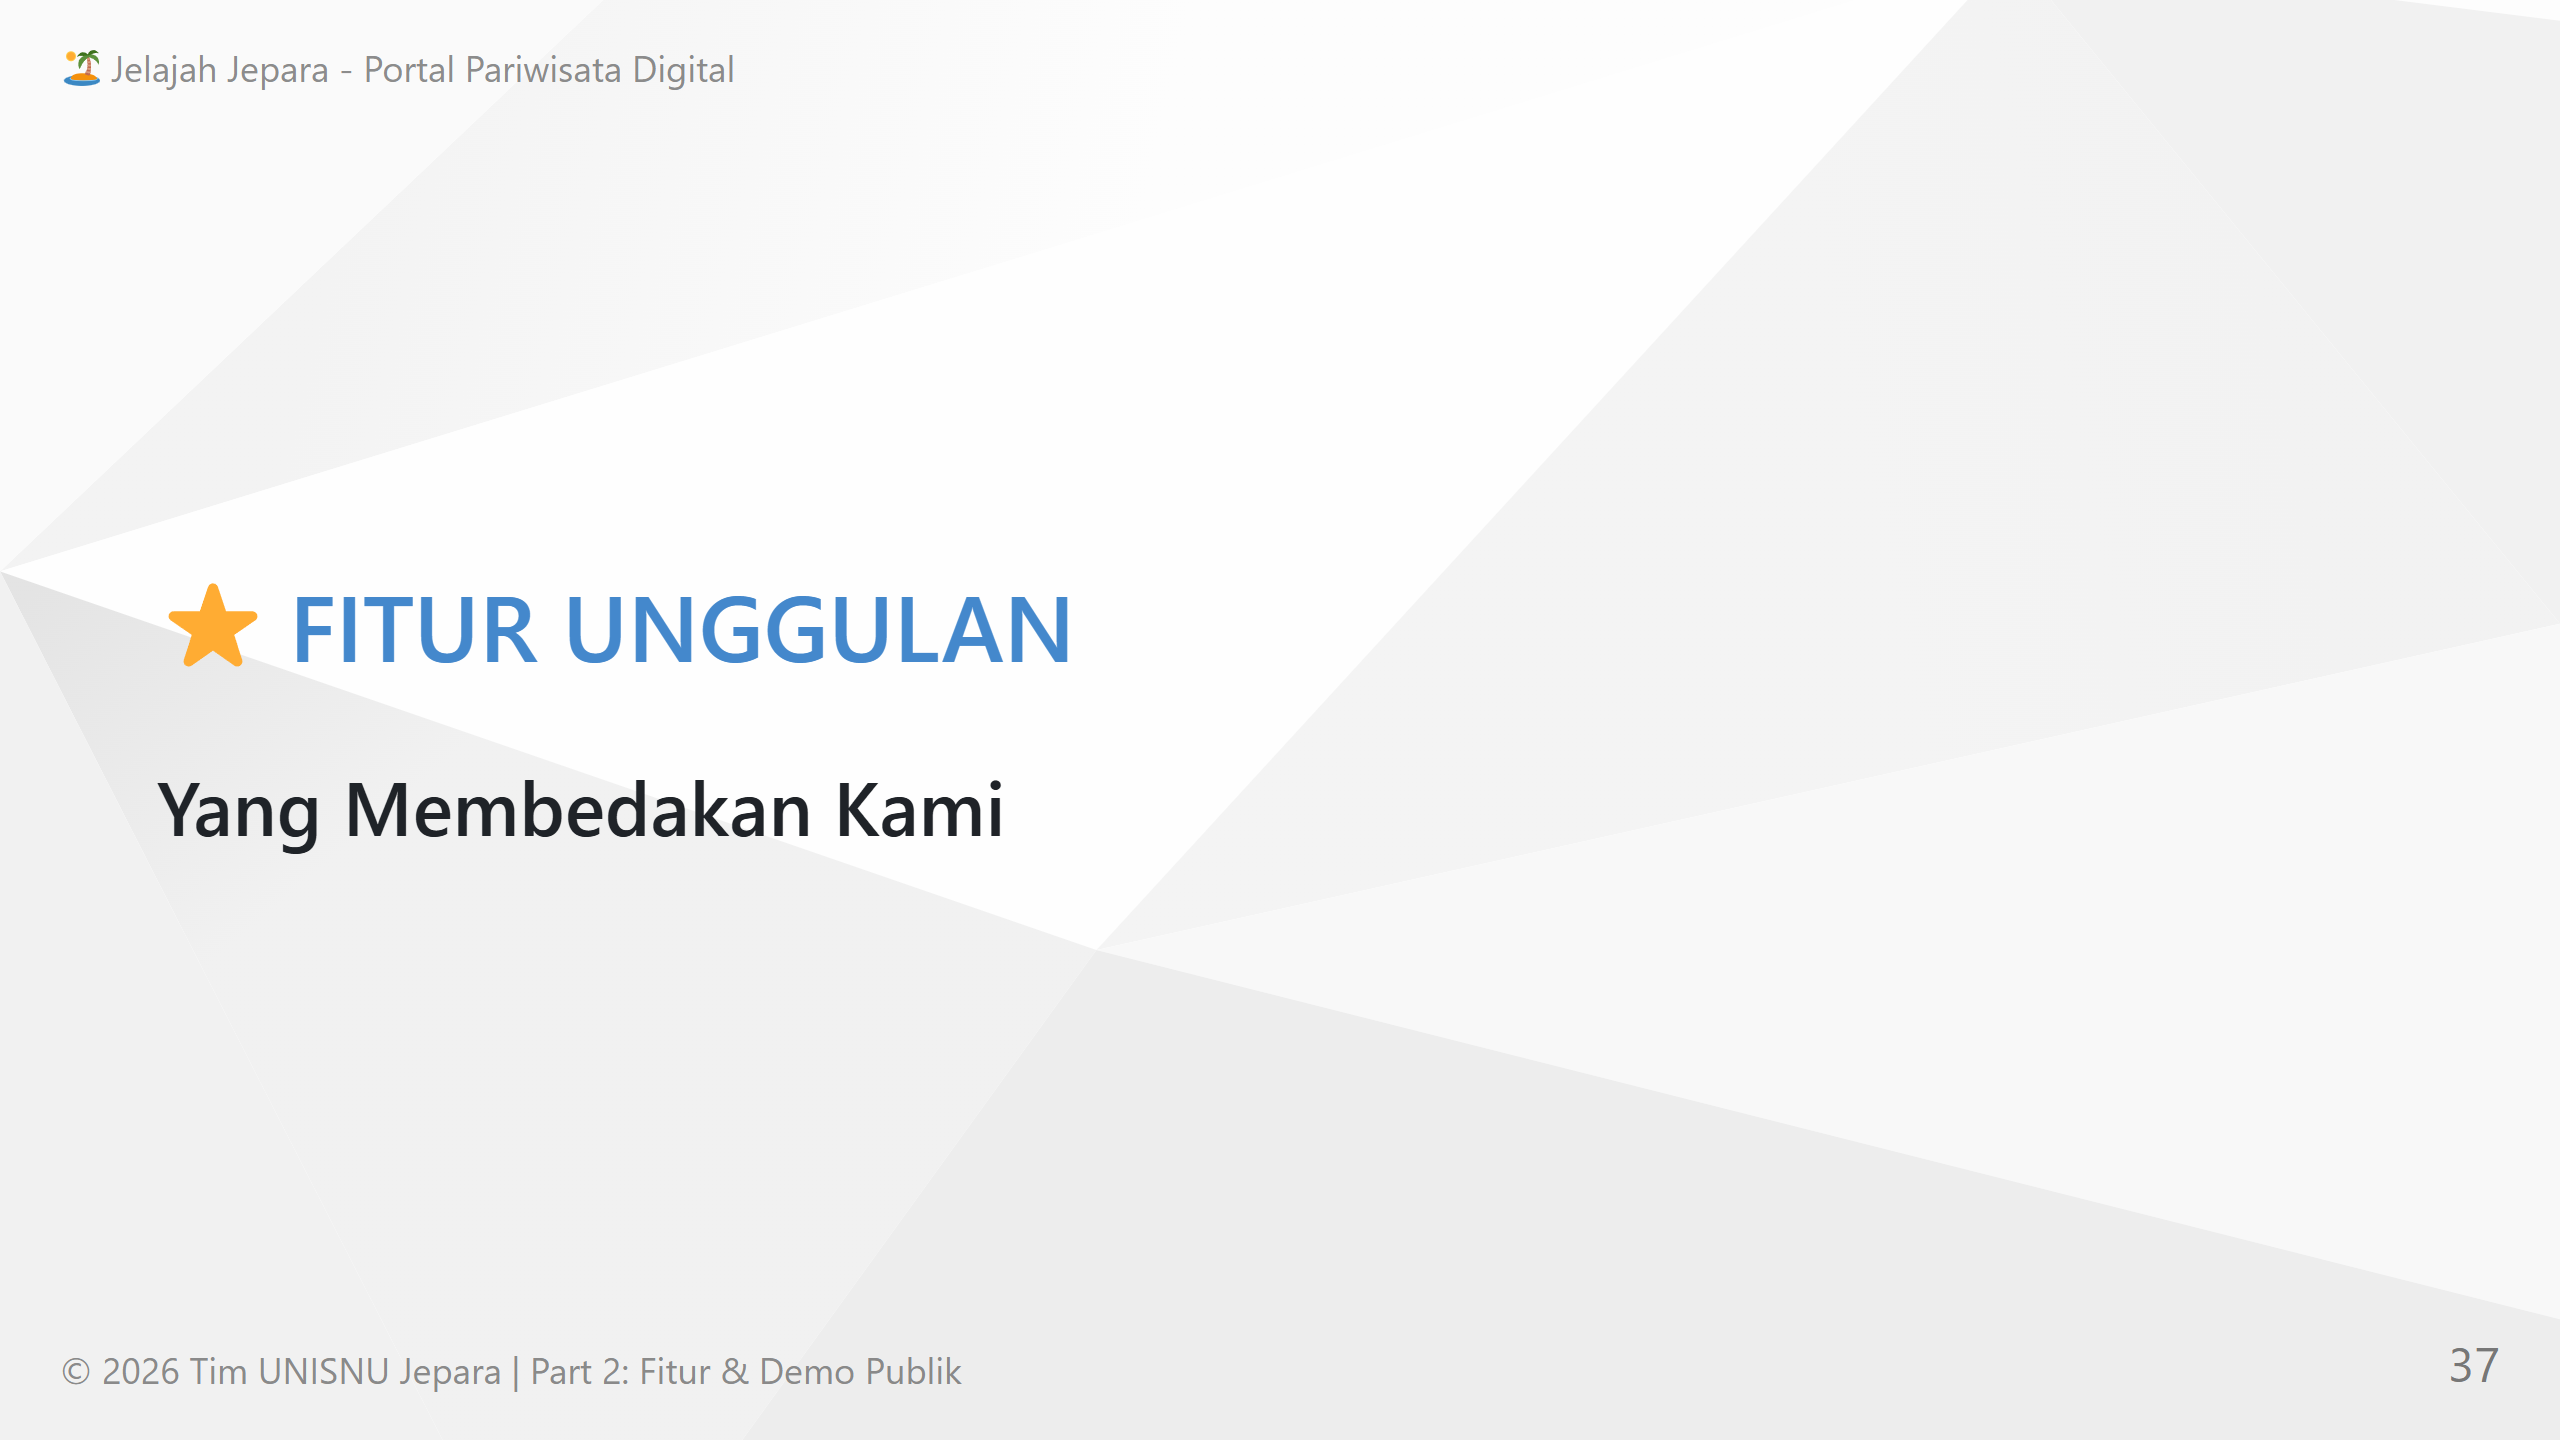 Jelajah Jepara - Portal Pariwisata Digital
FITUR UNGGULAN
Yang Membedakan Kami
© 2026 Tim UNISNU Jepara | Part 2: Fitur & Demo Publik
37